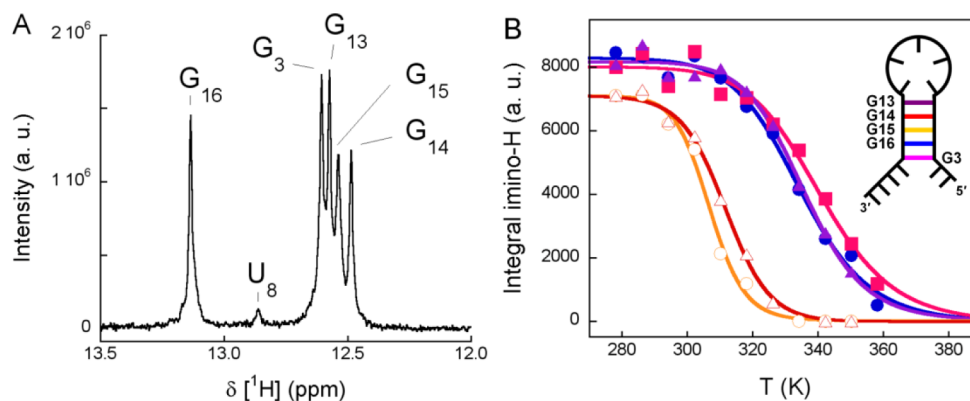 A
2 10⁶
1 10⁶
0
Intensity (a. u.)
G₁₆
U₈
G₃
G₁₃
G₁₅
G₁₄
13.5 13.0 12.5 12.0
δ [¹H] (ppm)
B
8000
6000
4000
2000
0
Integral imino-H (a. u.)
G13
G14
G15
G16
G3
3′
5′
280 300 320 340 360 380
T (K)